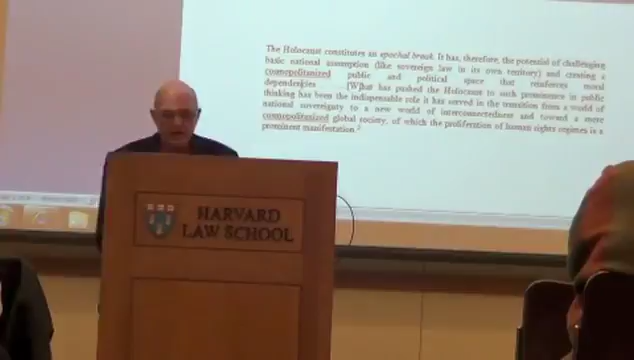 The Holocaust constitutes an epochal break. It has, therefore, the potential of challenging
basic national assumption (like sovereign law in its own territory) and creating a
cosmopolitanized public and political space that reinforces moral
dependencies ...[W]hat has pushed the Holocaust to such prominence in public
thinking has been the indispensable role it has served in the transition from a world of
national sovereignty to a new world of interconnectedness and toward a more
cosmopolitanized global society, of which the proliferation of human rights regimes is a
prominent manifestation.2
HARVARD
LAW SCHOOL